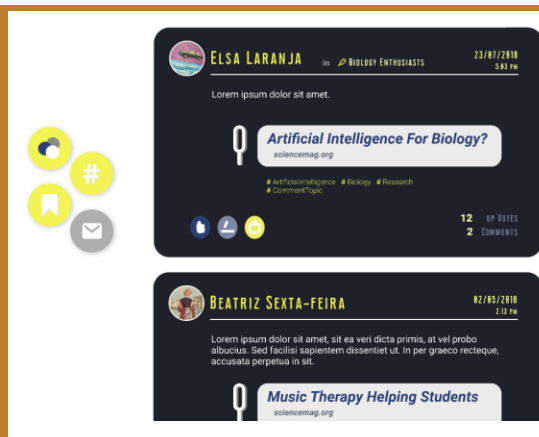 Elsa Laranja in Biology Enthusiasts 23/07/2018
5:03 PM
Lorem ipsum dolor sit amet.
Artificial Intelligence For Biology?
sciencemag.org
# ArtificialIntelligence # Biology # Research
# CommentTopic
12 up Votes
2 Comments
#
Beatriz Sexta-feira 02/05/2018
2:13 PM
Lorem ipsum dolor sit amet, sit ea veri dicta primis, at vel probo
albucius. Sed facilisi sapientem dissentiet ut. In per graeco recteque,
accusata perpetua in sit.
Music Therapy Helping Students
sciencemag.org